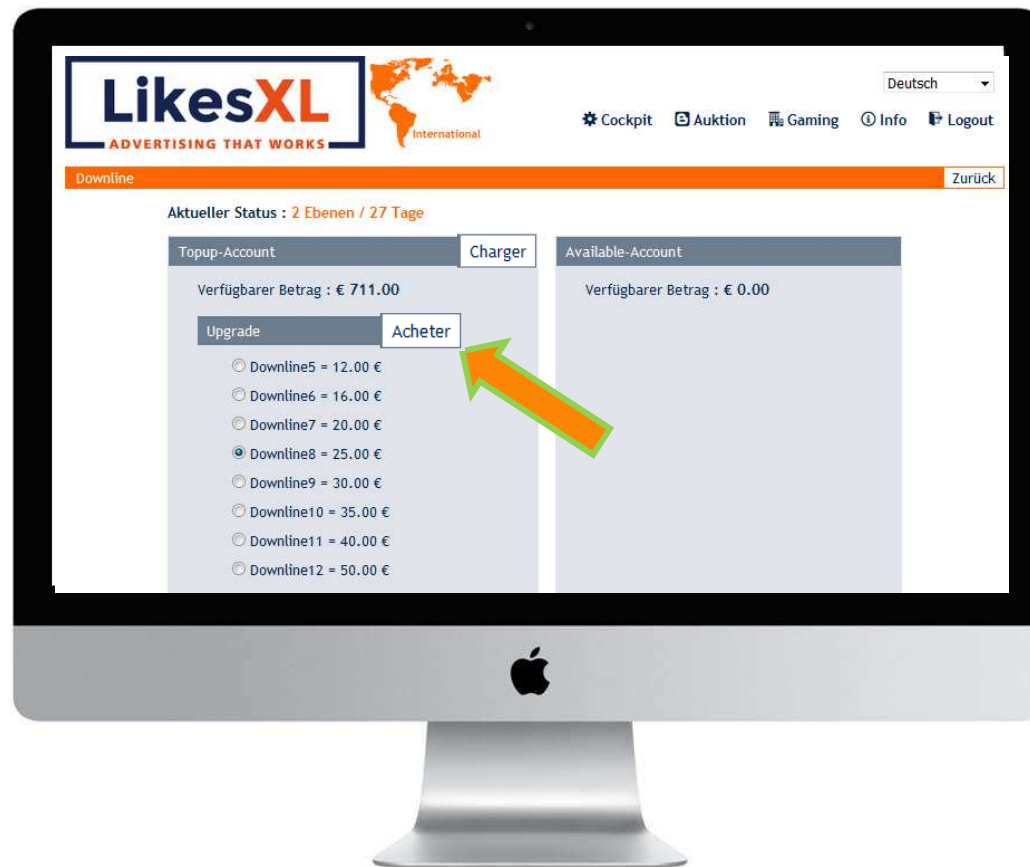 LikesXL
ADVERTISING THAT WORKS
International
Deutsch
Cockpit Auktion Gaming Info Logout
Downline Zurück
Aktueller Status : 2 Ebenen / 27 Tage
Topup-Account Charger
Available-Account
Verfügbarer Betrag : € 711.00
Verfügbarer Betrag : € 0.00
Upgrade Acheter
Downline5 = 12.00 €
Downline6 = 16.00 €
Downline7 = 20.00 €
Downline8 = 25.00 €
Downline9 = 30.00 €
Downline10 = 35.00 €
Downline11 = 40.00 €
Downline12 = 50.00 €